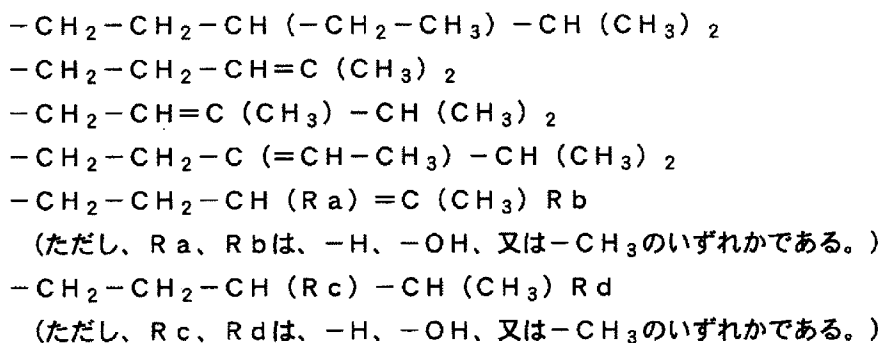 －CH₂－CH₂－CH（－CH₂－CH₃）－CH（CH₃）₂
－CH₂－CH₂－CH＝C（CH₃）₂
－CH₂－CH＝C（CH₃）－CH（CH₃）₂
－CH₂－CH₂－C（＝CH－CH₃）－CH（CH₃）₂
－CH₂－CH₂－CH（Ra）＝C（CH₃）Rb
（ただし、Ra、Rbは、－H、－OH、又は－CH₃のいずれかである。）
－CH₂－CH₂－CH（Rc）－CH（CH₃）Rd
（ただし、Rc、Rdは、－H、－OH、又は－CH₃のいずれかである。）